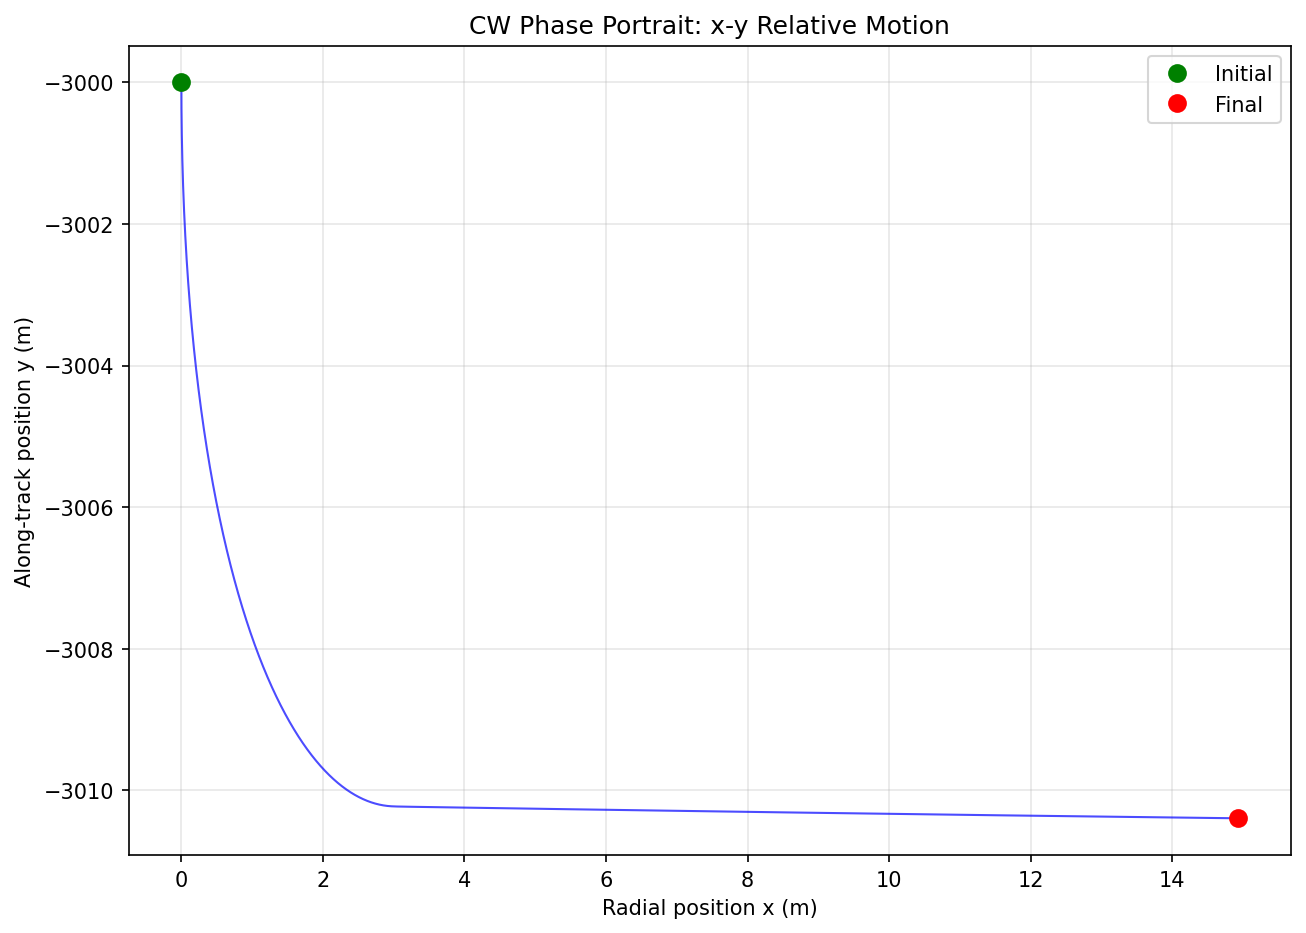 CW Phase Portrait: x-y Relative Motion
Initial
Final
−3000
−3002
−3004
−3006
−3008
−3010
Along-track position y (m)
0 2 4 6 8 10 12 14
Radial position x (m)